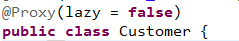 @Proxy(lazy = false)
public class Customer {